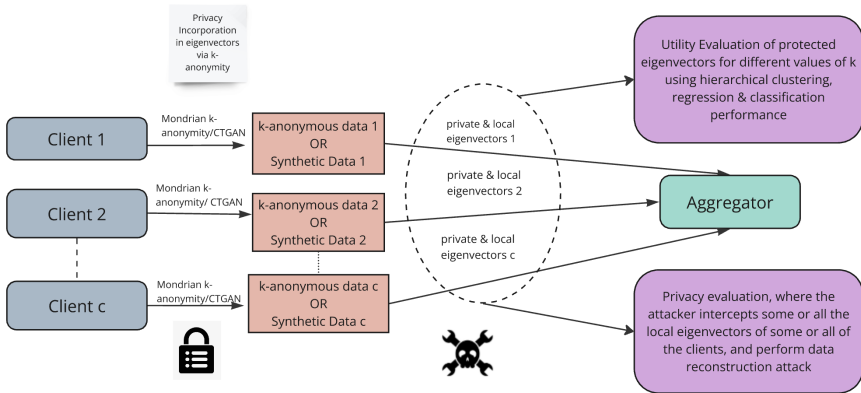 Privacy
Incorporation
in eigenvectors
via k-
anonymity
Client 1
Mondrian k-
anonymity/CTGAN
k-anonymous data 1
OR
Synthetic Data 1
Client 2
Mondrian k-
anonymity/ CTGAN
k-anonymous data 2
OR
Synthetic Data 2
Client c
Mondrian k-
anonymity/CTGAN
k-anonymous data c
OR
Synthetic Data c
private & local
eigenvectors 1
private & local
eigenvectors 2
private & local
eigenvectors c
Utility Evaluation of protected
eigenvectors for different values of k
using hierarchical clustering,
regression & classification
performance
Aggregator
Privacy evaluation, where the
attacker intercepts some or all the
local eigenvectors of some or all of
the clients, and perform data
reconstruction attack